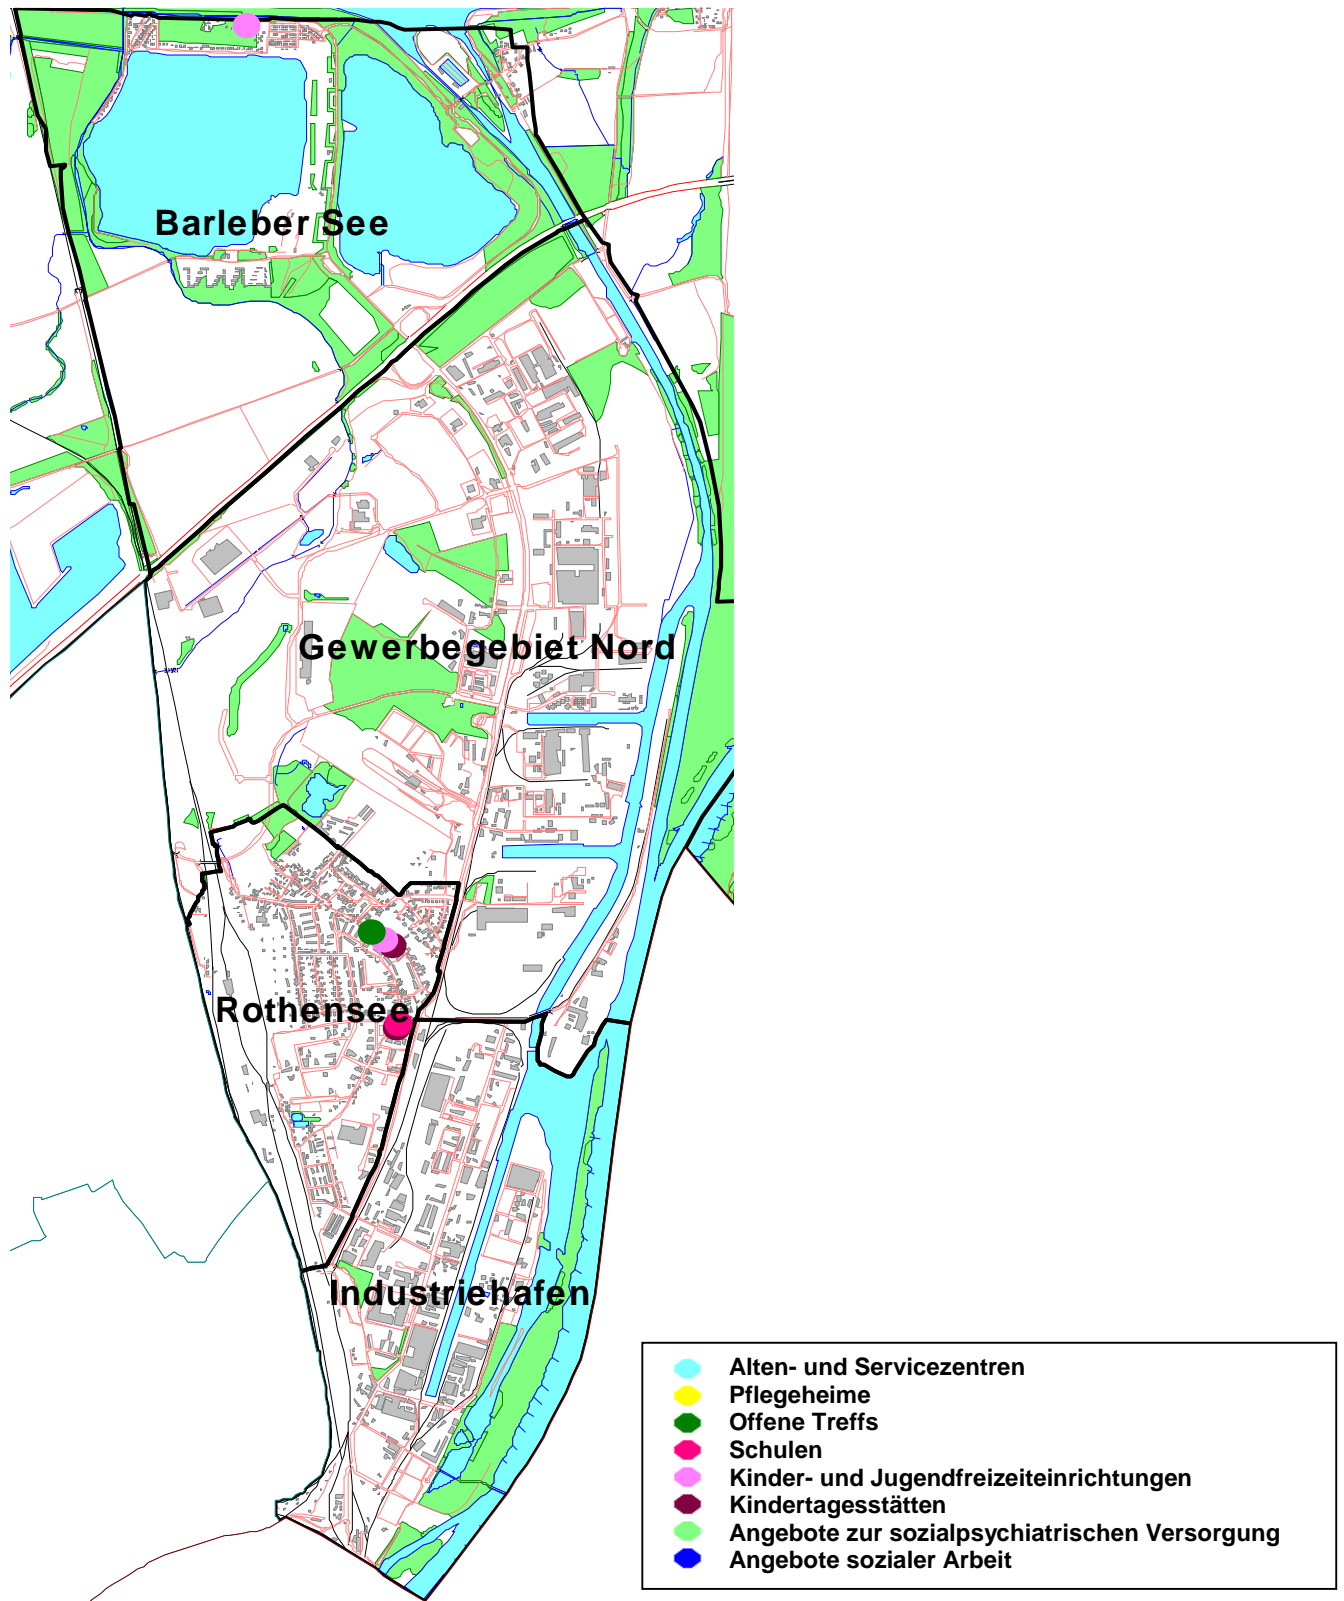 Barleber See
Gewerbegebiet Nord
Rothensee
Industriehafen
Alten- und Servicezentren
Pflegeheime
Offene Treffs
Schulen
Kinder- und Jugendfreizeiteinrichtungen
Kindertagesstätten
Angebote zur sozialpsychiatrischen Versorgung
Angebote sozialer Arbeit